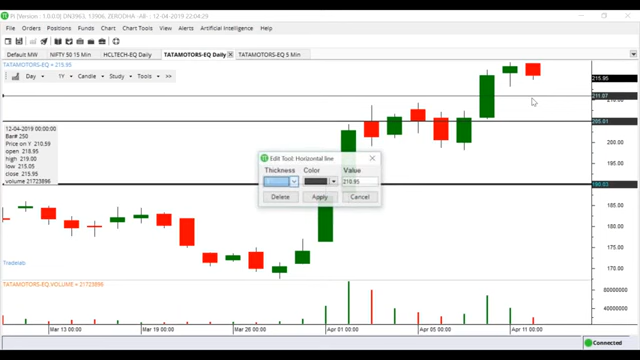 PI [Version : 1.0.0.0] DN3963, 13906, ZERODHA -AB- 12-04-2019 22:04:29
File Orders Positions Funds Chart Chart Tools View Alerts Artificial Intelligence Help
Default MW NIFTY 50 15 Min HCLTECH-EQ Daily TATAMOTORS-EQ Daily TATAMOTORS-EQ 5 Min
TATAMOTORS-EQ = 215.95
Day 1Y Candle Study Tools >>
215.95
211.07
210.00
205.01
12-04-2019 00:00:00
Bar# 250
Price on Y 210.59
open 218.95
high 219.00
low 215.05
close 215.95
volume 21723896
Edit Tool: Horizontal line
Thickness Color Value
218.95
Delete Apply Cancel
190.03
185.00
180.00
175.00
170.00
Tradelab
TATAMOTORS-EQ.VOLUME = 21723896
60000000
40000000
Mar 13 00:00 Mar 19 00:00 Mar 26 00:00 Apr 01 00:00 Apr 05 00:00 Apr 11 00:00
Connected